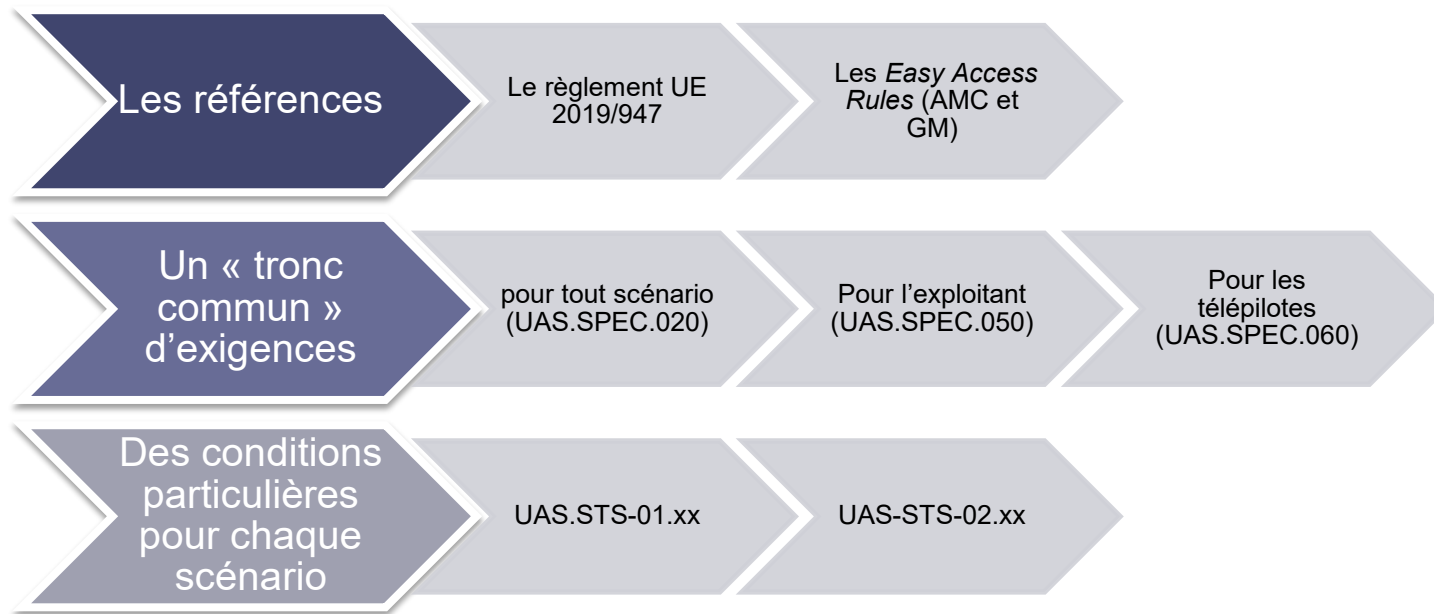 Les références
Le règlement UE
2019/947
Les Easy Access
Rules (AMC et
GM)
Un « tronc
commun »
d’exigences
pour tout scénario
(UAS.SPEC.020)
Pour l’exploitant
(UAS.SPEC.050)
Pour les
télépilotes
(UAS.SPEC.060)
Des conditions
particulières
pour chaque
scénario
UAS.STS-01.xx
UAS-STS-02.xx